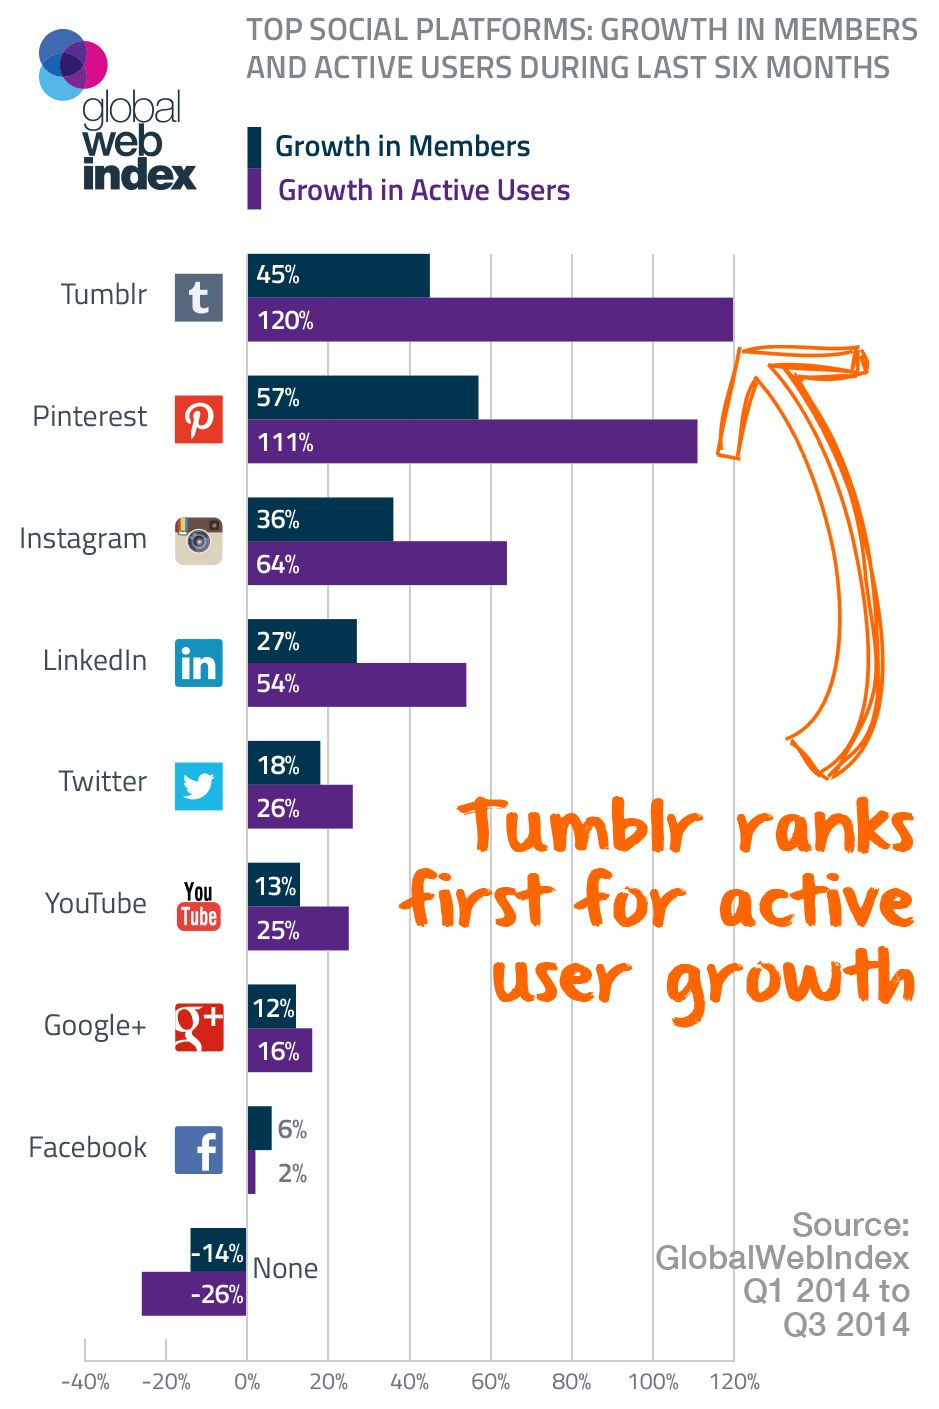 TOP SOCIAL PLATFORMS: GROWTH IN MEMBERS
AND ACTIVE USERS DURING LAST SIX MONTHS
global
web
index
Growth in Members
Growth in Active Users
Tumblr
t
45%
120%
Pinterest
57%
111%
Instagram
36%
64%
LinkedIn
in
27%
54%
Twitter
18%
26%
YouTube
You
Tube
13%
25%
Google+
g+
12%
16%
Facebook
f
6%
2%
-14%
-26%
None
Tumblr ranks
first for active
user growth
Source:
GlobalWebIndex
Q1 2014 to
Q3 2014
-40% -20% 0% 20% 40% 60% 80% 100% 120%